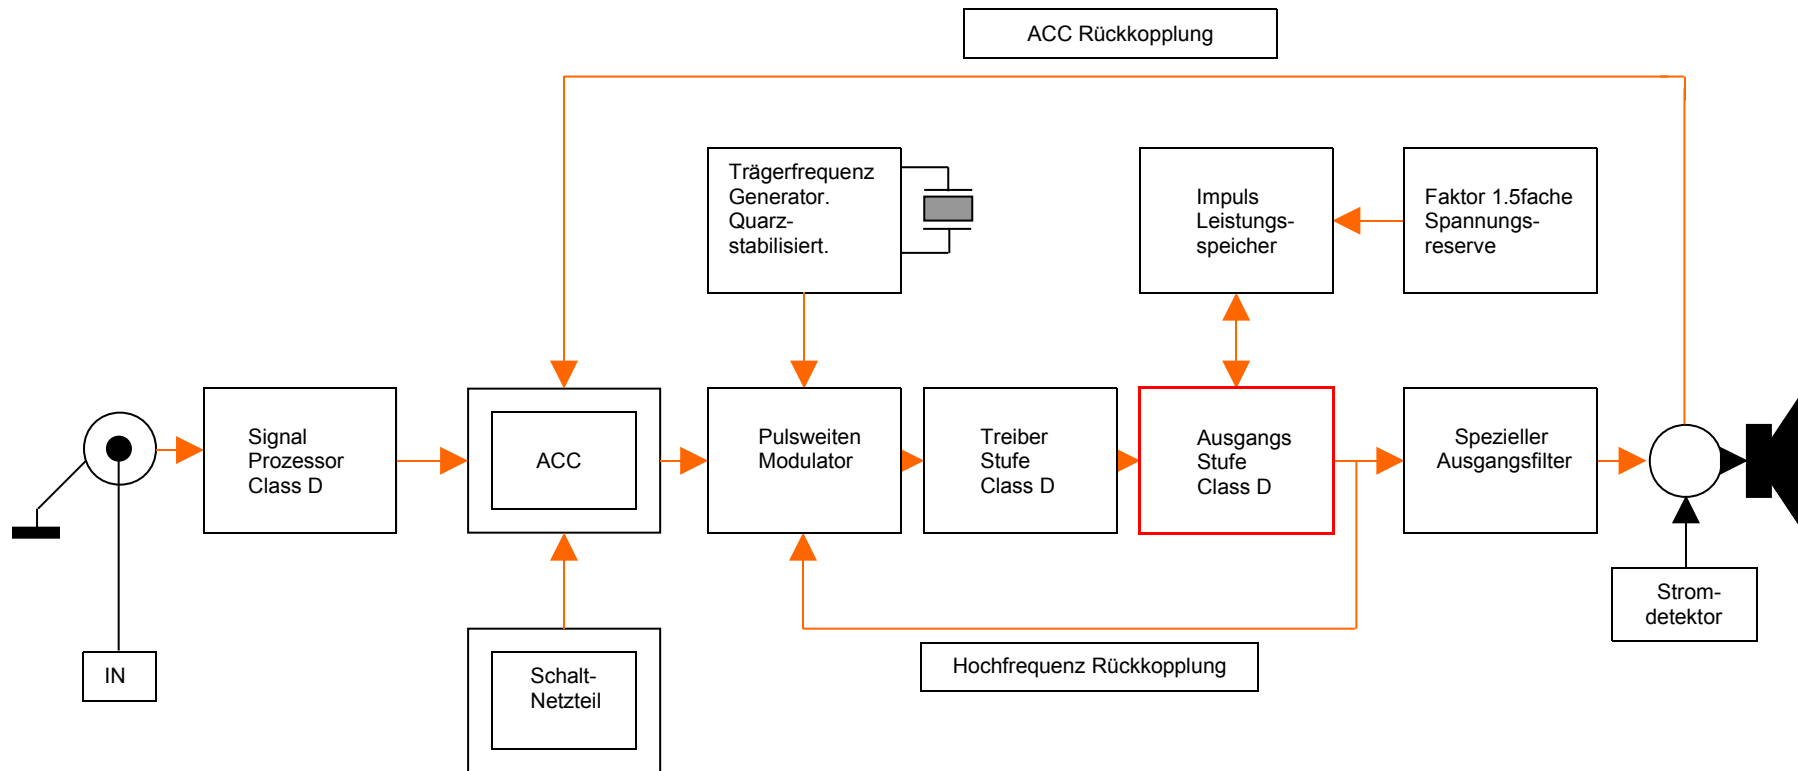 ACC Rückkopplung
Trägerfrequenz
Generator.
Quarz-
stabilisiert.
Impuls
Leistungs-
speicher
Faktor 1.5fache
Spannungs-
reserve
Signal
Prozessor
Class D
ACC
Pulsweiten
Modulator
Treiber
Stufe
Class D
Ausgangs
Stufe
Class D
Spezieller
Ausgangsfilter
Strom-
detektor
IN
Schalt-
Netzteil
Hochfrequenz Rückkopplung